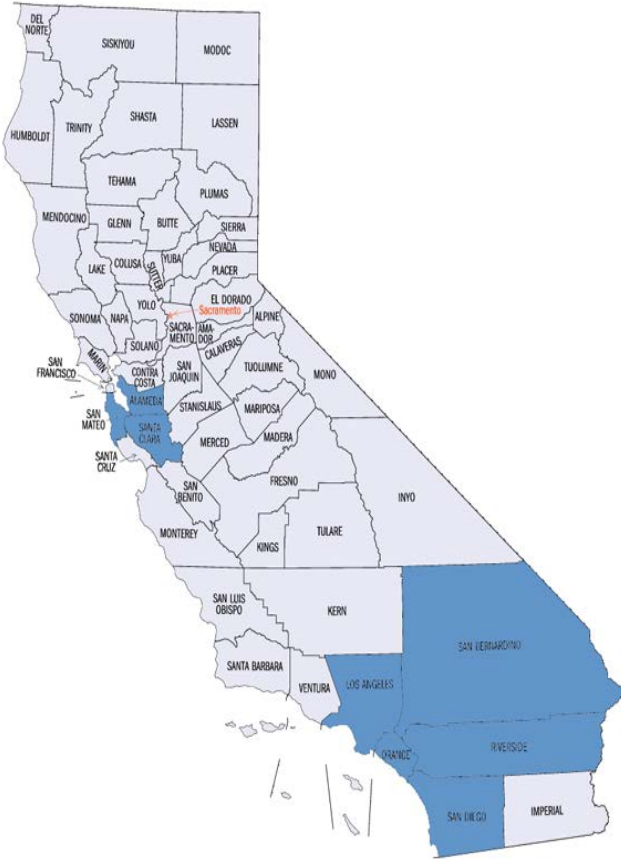 DEL
NORTE
SISKIYOU
MODOC
HUMBOLDT
TRINITY
SHASTA
LASSEN
TEHAMA
PLUMAS
MENDOCINO
GLENN
BUTTE
SIERRA
NEVADA
YUBA
PLACER
LAKE
COLUSA
SUTTER
EL DORADO
Sacramento
SONOMA
NAPA
YOLO
SACRA-
MENTO
AMA-
DOR
ALPINE
SOLANO
CALAVERAS
MARIN
SAN
FRANCISCO
CONTRA
COSTA
SAN
JOAQUIN
TUOLUMNE
MONO
ALAMEDA
STANISLAUS
MARIPOSA
SAN
MATEO
SANTA
CLARA
MERCED
MADERA
SANTA
CRUZ
SAN
BENITO
FRESNO
INYO
MONTEREY
KINGS
TULARE
SAN LUIS
OBISPO
KERN
SAN BERNARDINO
SANTA BARBARA
VENTURA
LOS ANGELES
ORANGE
RIVERSIDE
SAN DIEGO
IMPERIAL